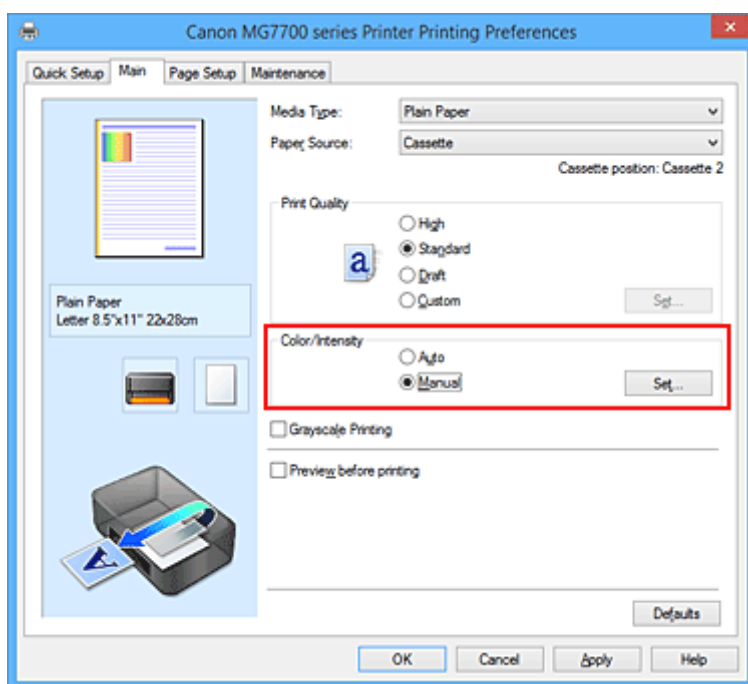 Canon MG7700 series Printer Printing Preferences
Quick Setup Main Page Setup Maintenance
Media Type: Plain Paper
Paper Source: Cassette
Cassette position: Cassette 2
Print Quality
High
Standard
Draft
Custom Set...
Plain Paper
Letter 8.5"x11" 22x28cm
Color/Intensity
Auto
Manual Set...
Grayscale Printing
Preview before printing
Defaults
OK Cancel Apply Help